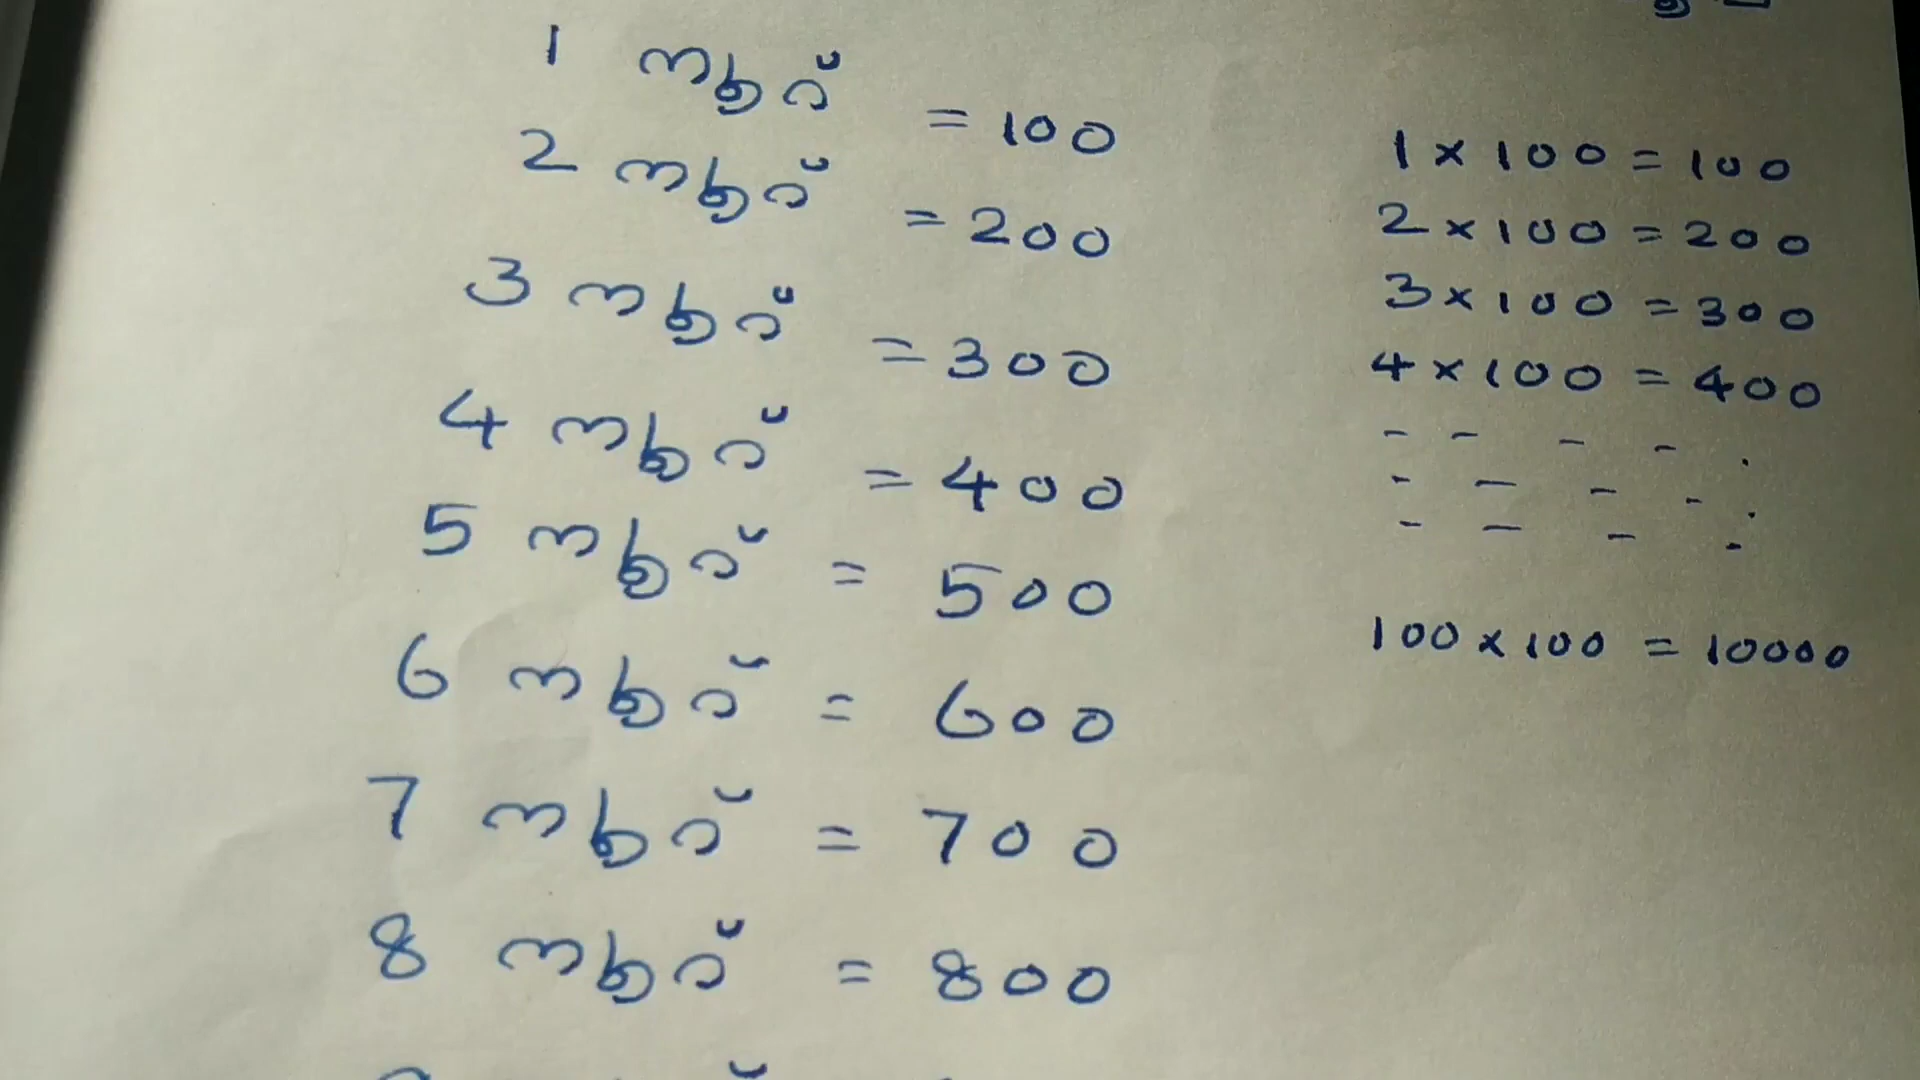 1 നൂറ് = 100
2 നൂറ് = 200
3 നൂറ് = 300
4 നൂറ് = 400
5 നൂറ് = 500
6 നൂറ് = 600
7 നൂറ് = 700
8 നൂറ് = 800
1 × 100 = 100
2 × 100 = 200
3 × 100 = 300
4 × 100 = 400
100 × 100 = 10000